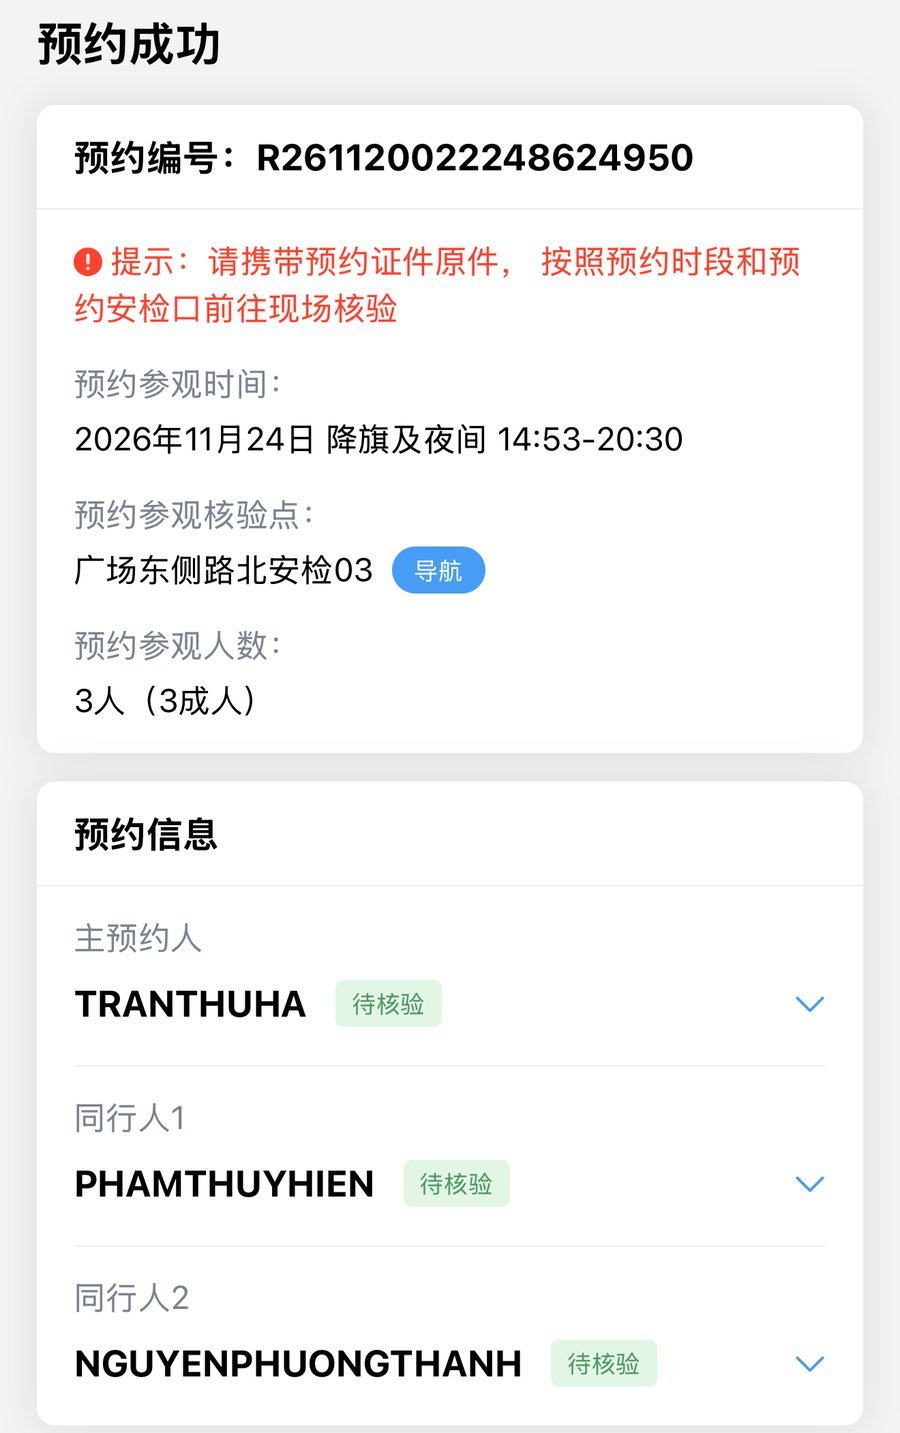 预约成功
预约编号：R261120022248624950
提示：请携带预约证件原件， 按照预约时段和预
约安检口前往现场核验
预约参观时间：
2026年11月24日 降旗及夜间 14:53-20:30
预约参观核验点：
广场东侧路北安检03 导航
预约参观人数：
3人（3成人）
预约信息
主预约人
TRANTHUHA 待核验
同行人1
PHAMTHUYHIEN 待核验
同行人2
NGUYENPHUONGTHANH 待核验